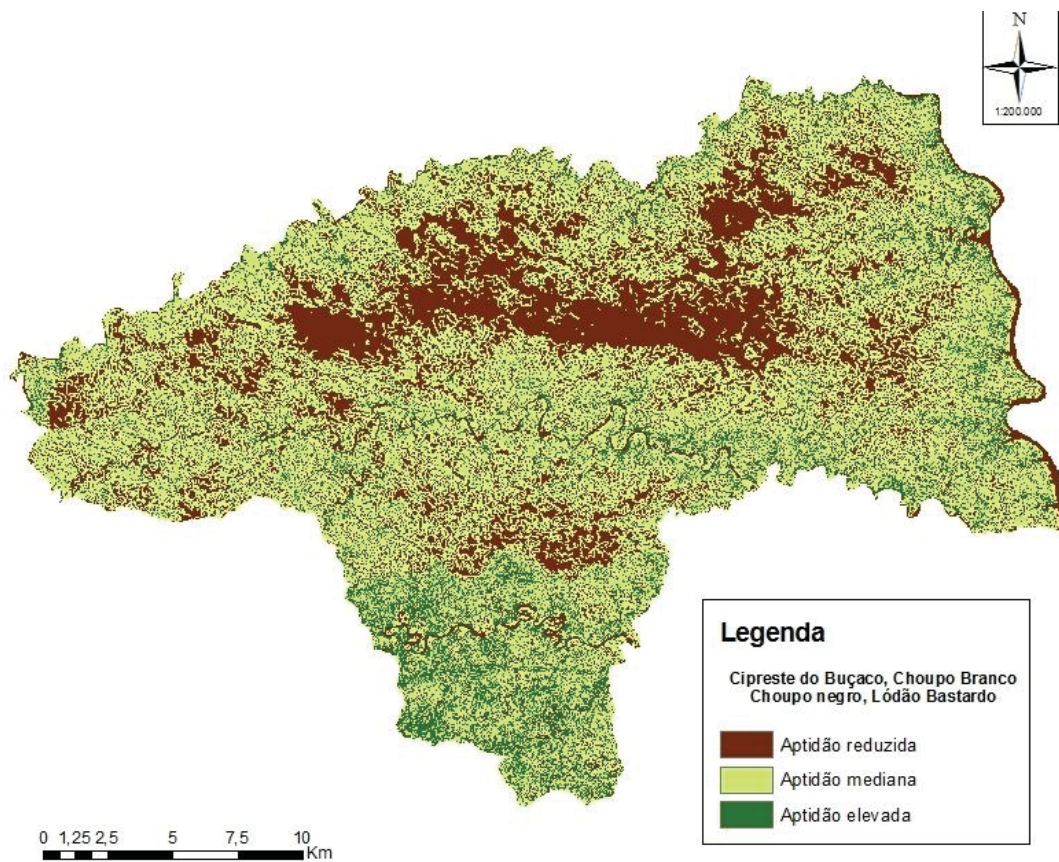 N
1:200.000
Legenda
Cipreste do Buçaco, Choupo Branco
Choupo negro, Lódão Bastardo
Aptidão reduzida
Aptidão mediana
Aptidão elevada
0 1,25 2,5 5 7,5 10
Km